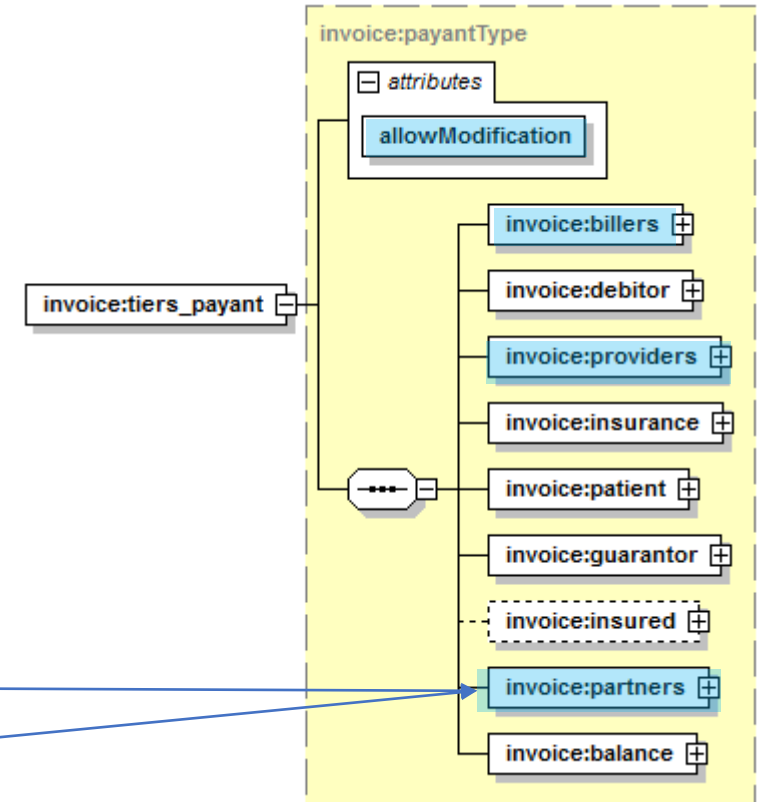 invoice:payantType
attributes
allowModification
invoice:billers
invoice:debitor
invoice:tiers_payant
invoice:providers
invoice:insurance
invoice:patient
invoice:guarantor
invoice:insured
invoice:partners
invoice:balance